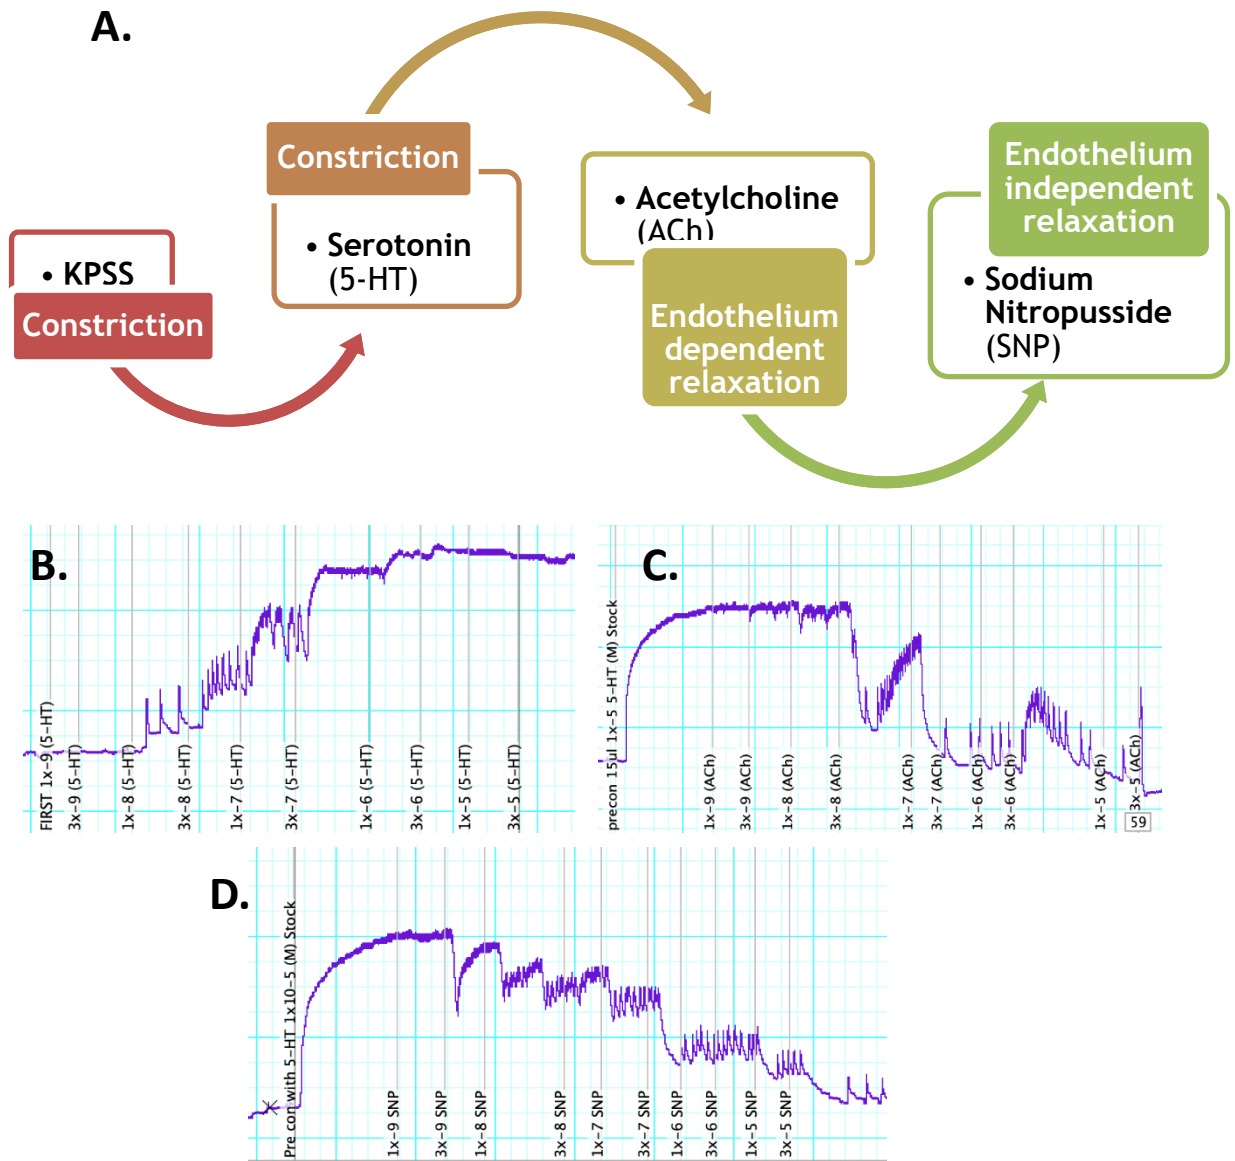 A.
• KPSS
Constriction
Constriction
• Serotonin
(5-HT)
• Acetylcholine
(ACh)
Endothelium
dependent
relaxation
Endothelium
independent
relaxation
• Sodium
Nitropusside
(SNP)
B.
FIRST 1x-9 (5-HT)
3x-9 (5-HT)
1x-8 (5-HT)
3x-8 (5-HT)
1x-7 (5-HT)
3x-7 (5-HT)
1x-6 (5-HT)
3x-6 (5-HT)
1x-5 (5-HT)
3x-5 (5-HT)
C.
precon 15ul 1x-5 5-HT (M) Stock
1x-9 (ACh)
3x-9 (ACh)
1x-8 (ACh)
3x-8 (ACh)
1x-7 (ACh)
3x-7 (ACh)
1x-6 (ACh)
3x-6 (ACh)
1x-5 (ACh)
3x-5 (ACh)
59
D.
Pre con with 5-HT 1x10-5 (M) Stock
1x-9 SNP
3x-9 SNP
1x-8 SNP
3x-8 SNP
1x-7 SNP
3x-7 SNP
1x-6 SNP
3x-6 SNP
1x-5 SNP
3x-5 SNP